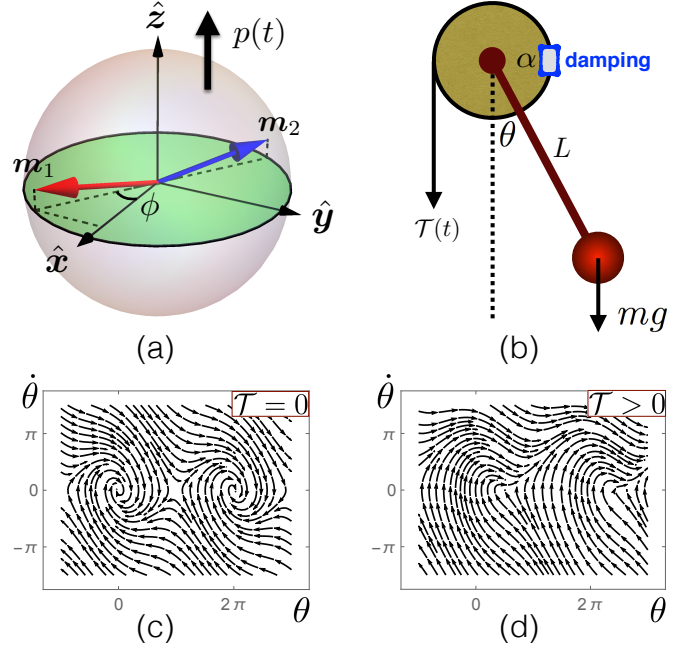 ẑ
p(t)
m₂
m₁
ϕ
x̂
ŷ
(a)
α
damping
θ
L
𝒯(t)
mg
(b)
θ̇
𝒯 = 0
π
0
−π
0
2π
θ
(c)
θ̇
𝒯 > 0
π
0
−π
0
2π
θ
(d)